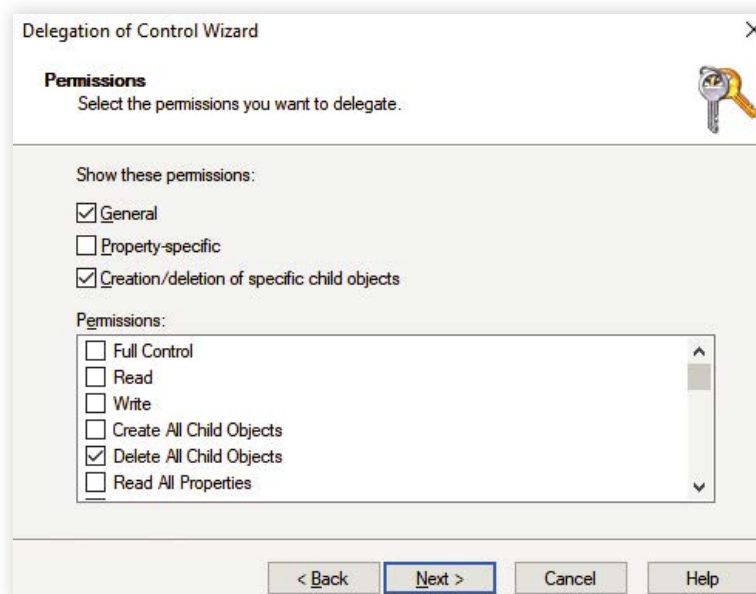 Delegation of Control Wizard
Permissions
Select the permissions you want to delegate.
Show these permissions:
General
Property-specific
Creation/deletion of specific child objects
Permissions:
Full Control
Read
Write
Create All Child Objects
Delete All Child Objects
Read All Properties
< Back Next > Cancel Help